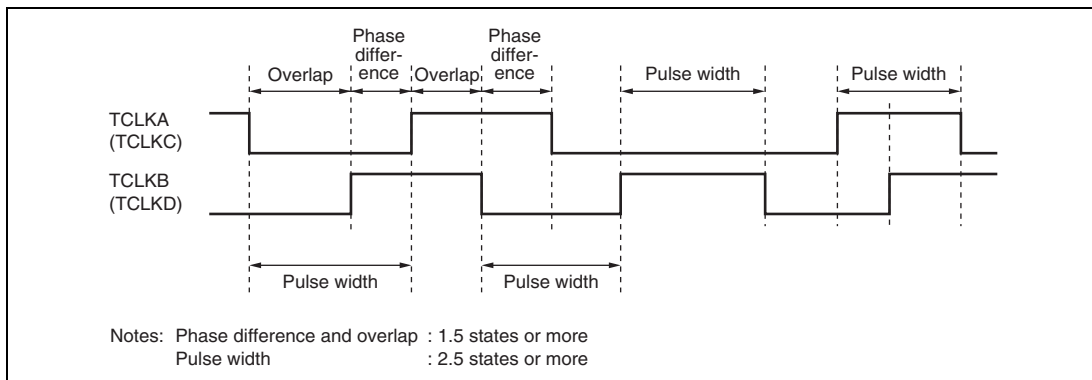 Phase
differ-
ence
Phase
differ-
ence
Overlap
Overlap
Pulse width
Pulse width
TCLKA
(TCLKC)
TCLKB
(TCLKD)
Pulse width
Pulse width
Notes: Phase difference and overlap : 1.5 states or more
Pulse width : 2.5 states or more